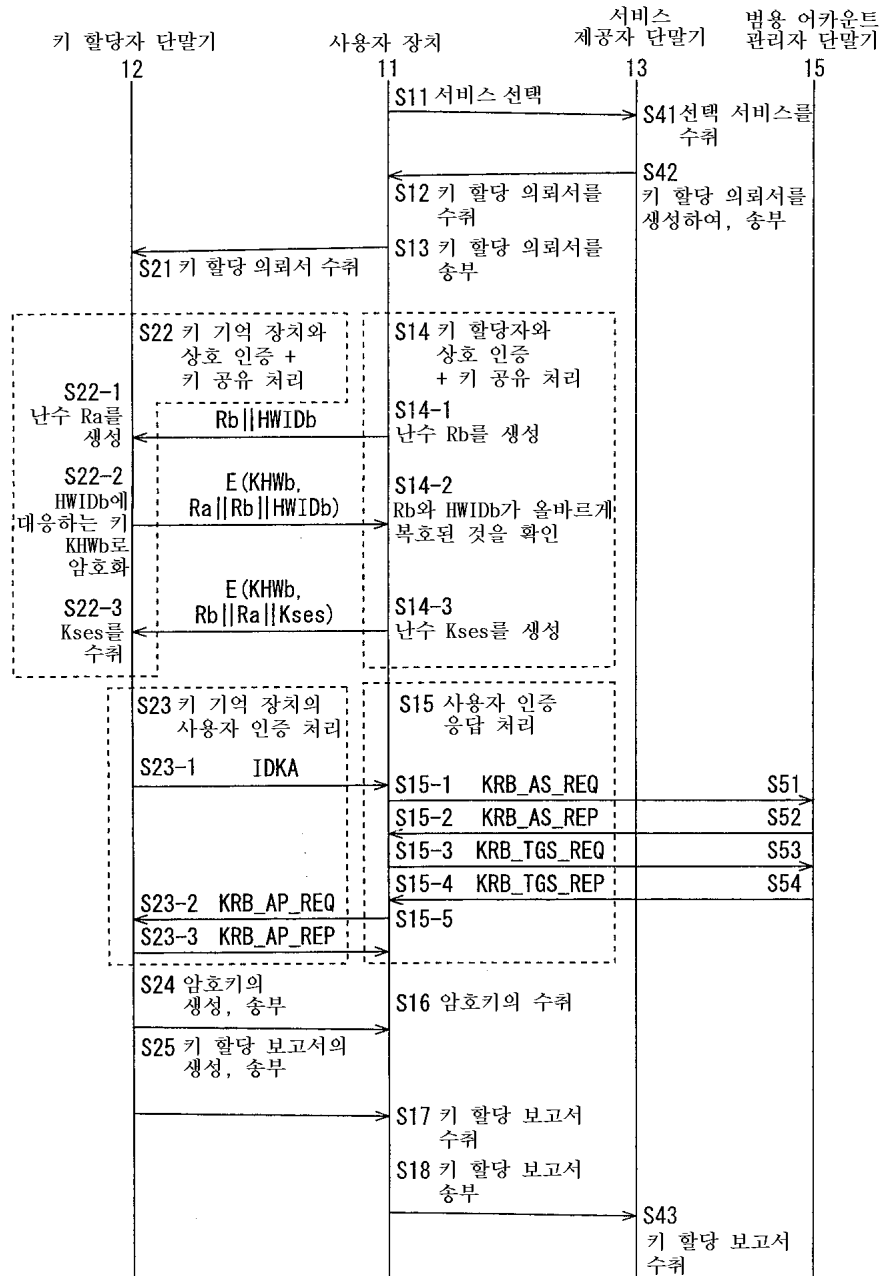 키 할당자 단말기
12
사용자 장치
11
서비스
제공자 단말기
13
범용 어카운트
관리자 단말기
15
S11 서비스 선택
S41 선택 서비스를
수취
S42
키 할당 의뢰서를
생성하여, 송부
S12 키 할당 의뢰서를
수취
S13 키 할당 의뢰서를
송부
S21 키 할당 의뢰서 수취
S22 키 기억 장치와
상호 인증 +
키 공유 처리
S14 키 할당자와
상호 인증
+ 키 공유 처리
S22-1
난수 Ra를
생성
Rb||HWIDb
S14-1
난수 Rb를 생성
S22-2
HWIDb에
대응하는 키
KHWb로
암호화
E(KHWb,
Ra||Rb||HWIDb)
S14-2
Rb와 HWIDb가 올바르게
복호된 것을 확인
S22-3
Kses를
수취
E(KHWb,
Rb||Ra||Kses)
S14-3
난수 Kses를 생성
S23 키 기억 장치의
사용자 인증 처리
S15 사용자 인증
응답 처리
S23-1 IDKA
S15-1 KRB_AS_REQ S51
S15-2 KRB_AS_REP S52
S15-3 KRB_TGS_REQ S53
S15-4 KRB_TGS_REP S54
S23-2 KRB_AP_REQ
S15-5
S23-3 KRB_AP_REP
S24 암호키의
생성, 송부
S16 암호키의 수취
S25 키 할당 보고서의
생성, 송부
S17 키 할당 보고서
수취
S18 키 할당 보고서
송부
S43
키 할당 보고서
수취